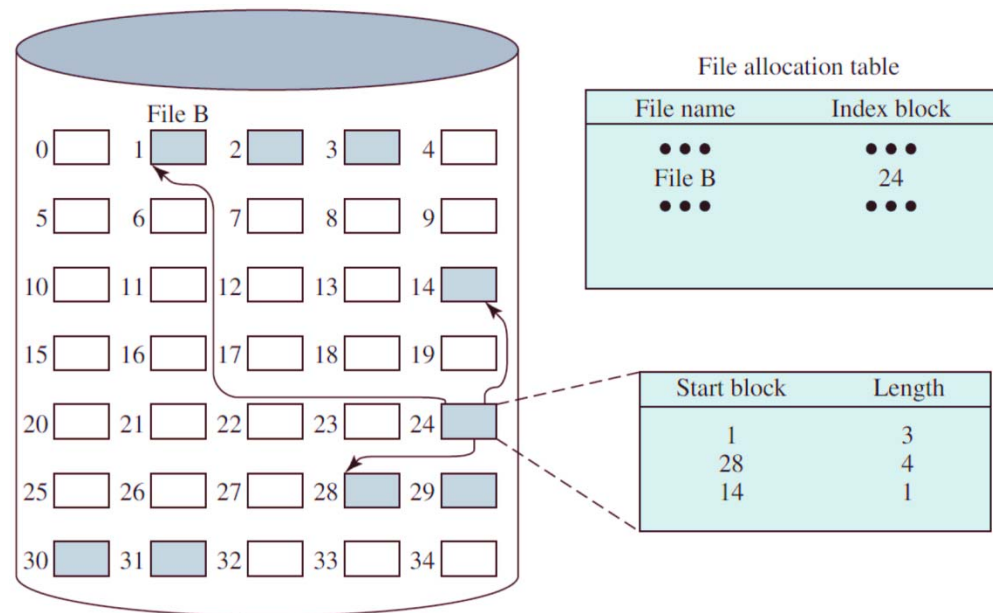 File B
0 1 2 3 4
5 6 7 8 9
10 11 12 13 14
15 16 17 18 19
20 21 22 23 24
25 26 27 28 29
30 31 32 33 34
File allocation table
File name Index block
••• •••
File B 24
••• •••
Start block Length
1 3
28 4
14 1